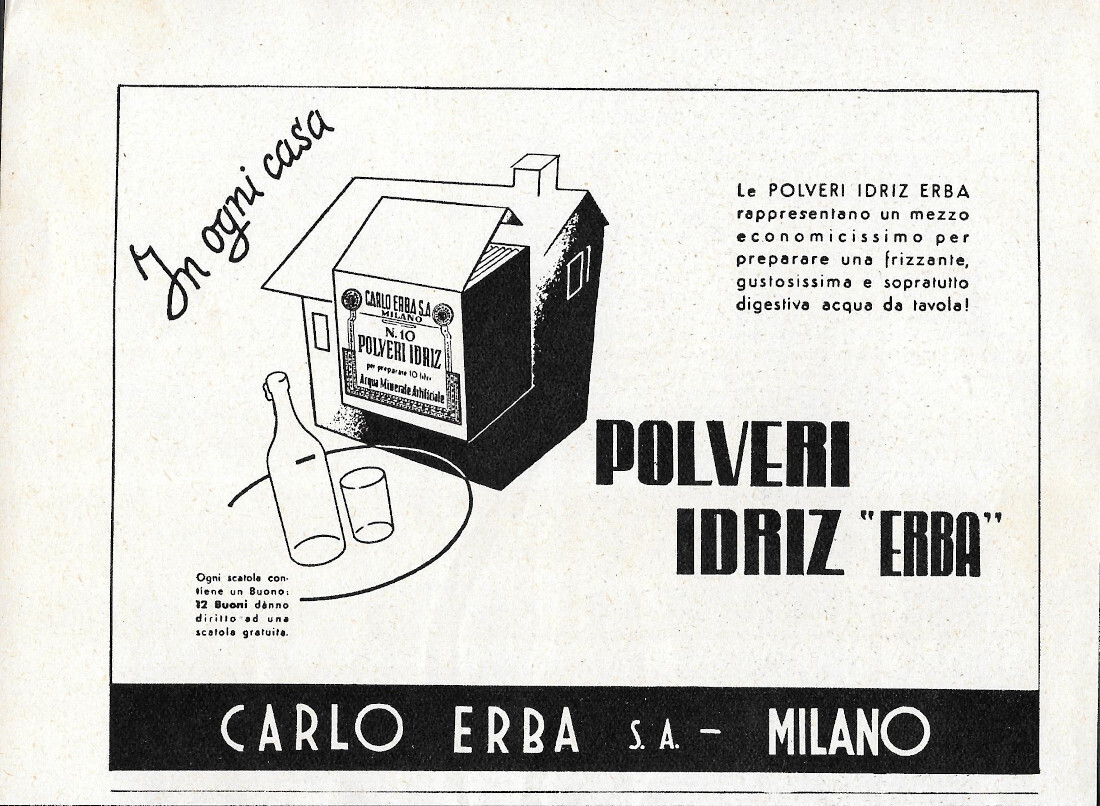 In ogni casa
Le POLVERI IDRIZ ERBA
rappresentano un mezzo
economicissimo per
preparare una frizzante,
gustosissima e sopratutto
digestiva acqua da tavola!
CARLO ERBA S.A.
MILANO
N.10
POLVERI IDRIZ
per preparare 10 litri
Acqua Minerale Artificiale
POLVERI
IDRIZ "ERBA"
Ogni scatola con-
tiene un Buono:
12 Buoni dànno
diritto ad una
scatola gratuita.
CARLO ERBA S. A. – MILANO